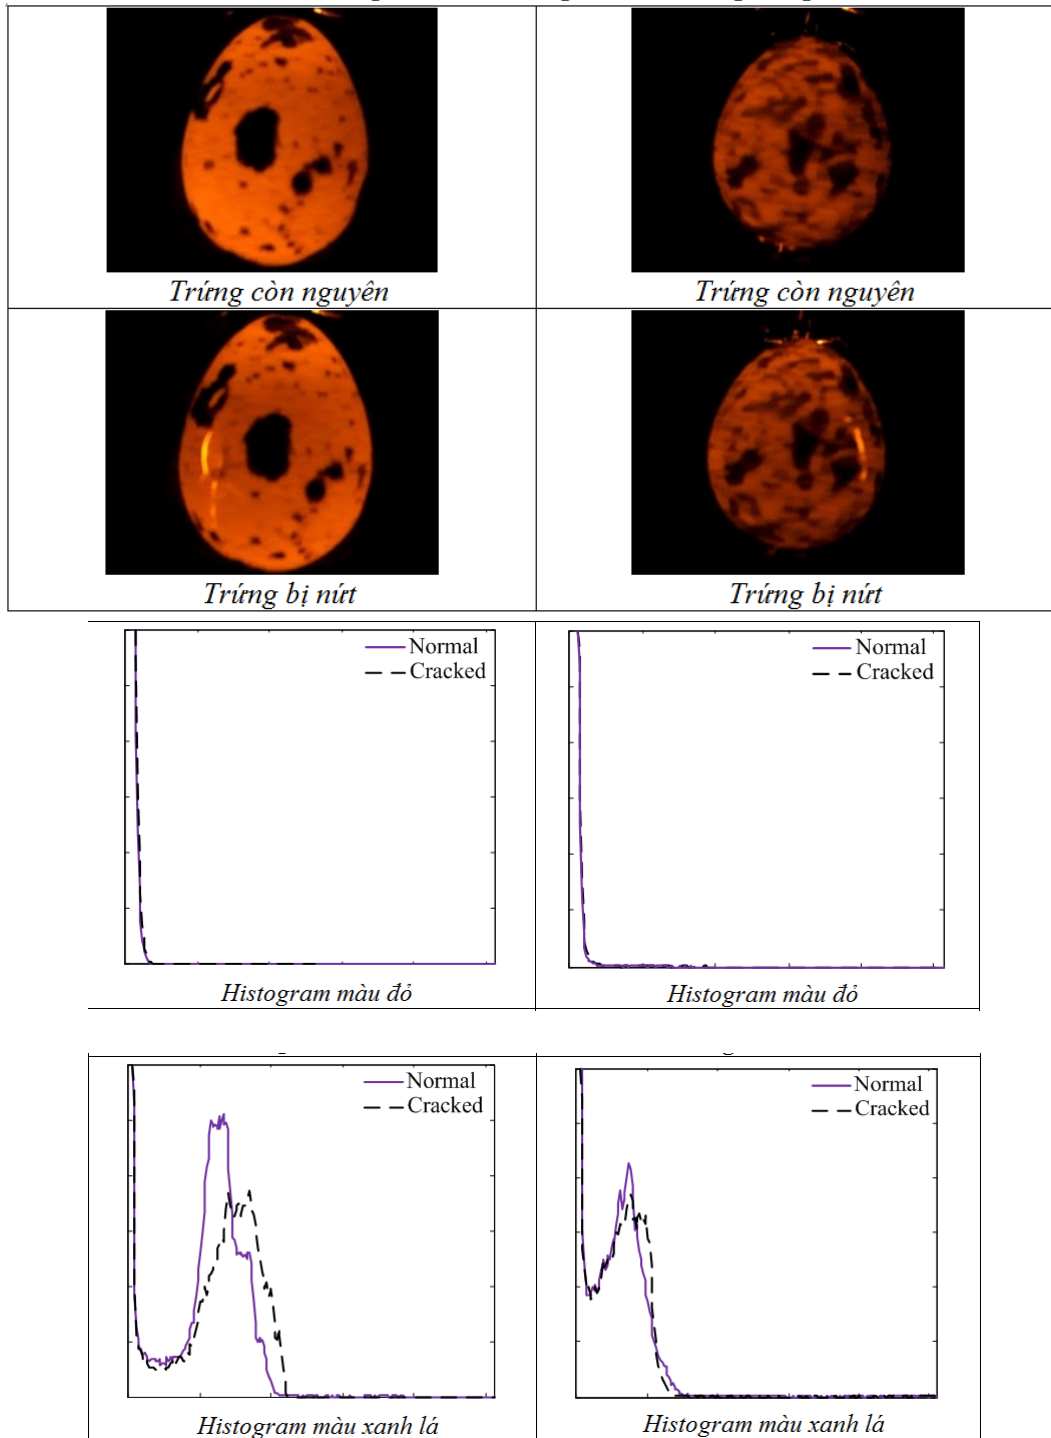 Trứng còn nguyên
Trứng còn nguyên
Trứng bị nứt
Trứng bị nứt
Normal
Cracked
Normal
Cracked
Histogram màu đỏ
Histogram màu đỏ
Normal
Cracked
Normal
Cracked
Histogram màu xanh lá
Histogram màu xanh lá